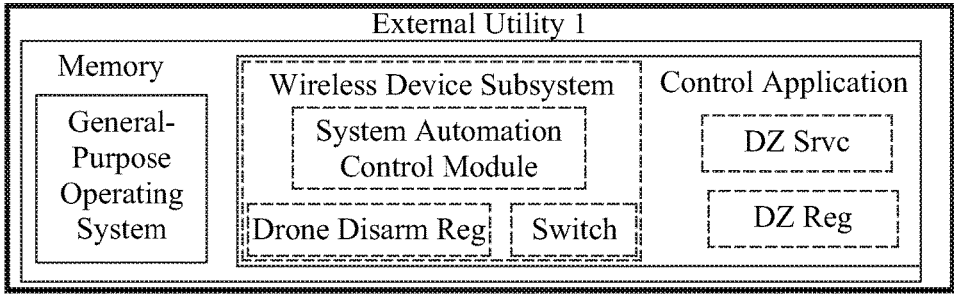 External Utility 1
Memory
General-
Purpose
Operating
System
Wireless Device Subsystem
System Automation
Control Module
Drone Disarm Reg
Switch
Control Application
DZ Srvc
DZ Reg